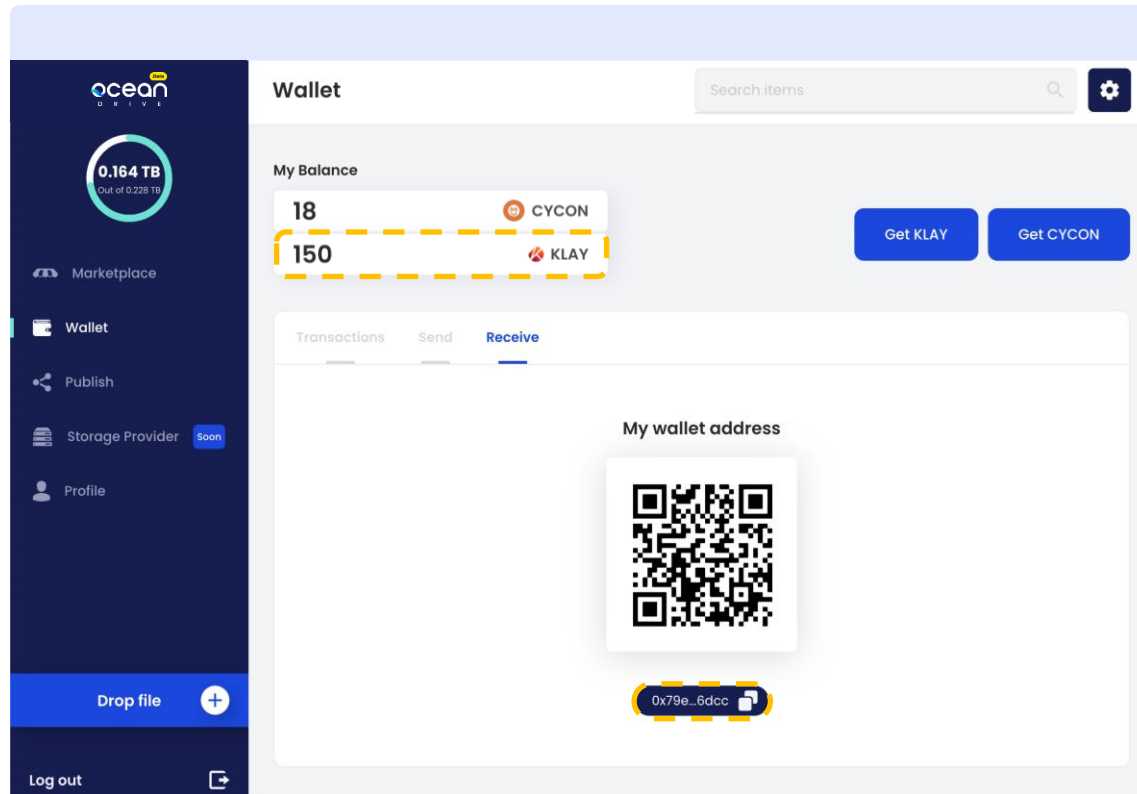 Beta
ocean
DRIVE
Wallet
Search items
0.164 TB
Out of 0.228 TB
My Balance
18 CYCON
150 KLAY
Get KLAY
Get CYCON
Marketplace
Wallet
Publish
Storage Provider Soon
Profile
Transactions Send Receive
My wallet address
0x79e...6dcc
Drop file
Log out